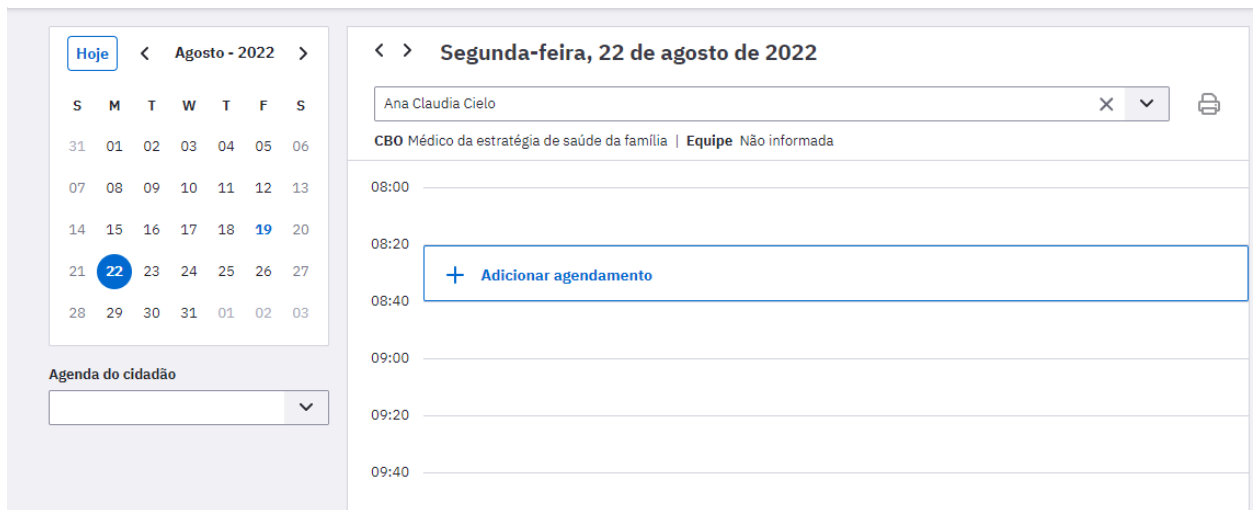 Hoje Agosto - 2022
S M T W T F S
31 01 02 03 04 05 06
07 08 09 10 11 12 13
14 15 16 17 18 19 20
21 22 23 24 25 26 27
28 29 30 31 01 02 03
Agenda do cidadão
Segunda-feira, 22 de agosto de 2022
Ana Claudia Cielo
CBO Médico da estratégia de saúde da família | Equipe Não informada
08:00
08:20
Adicionar agendamento
08:40
09:00
09:20
09:40